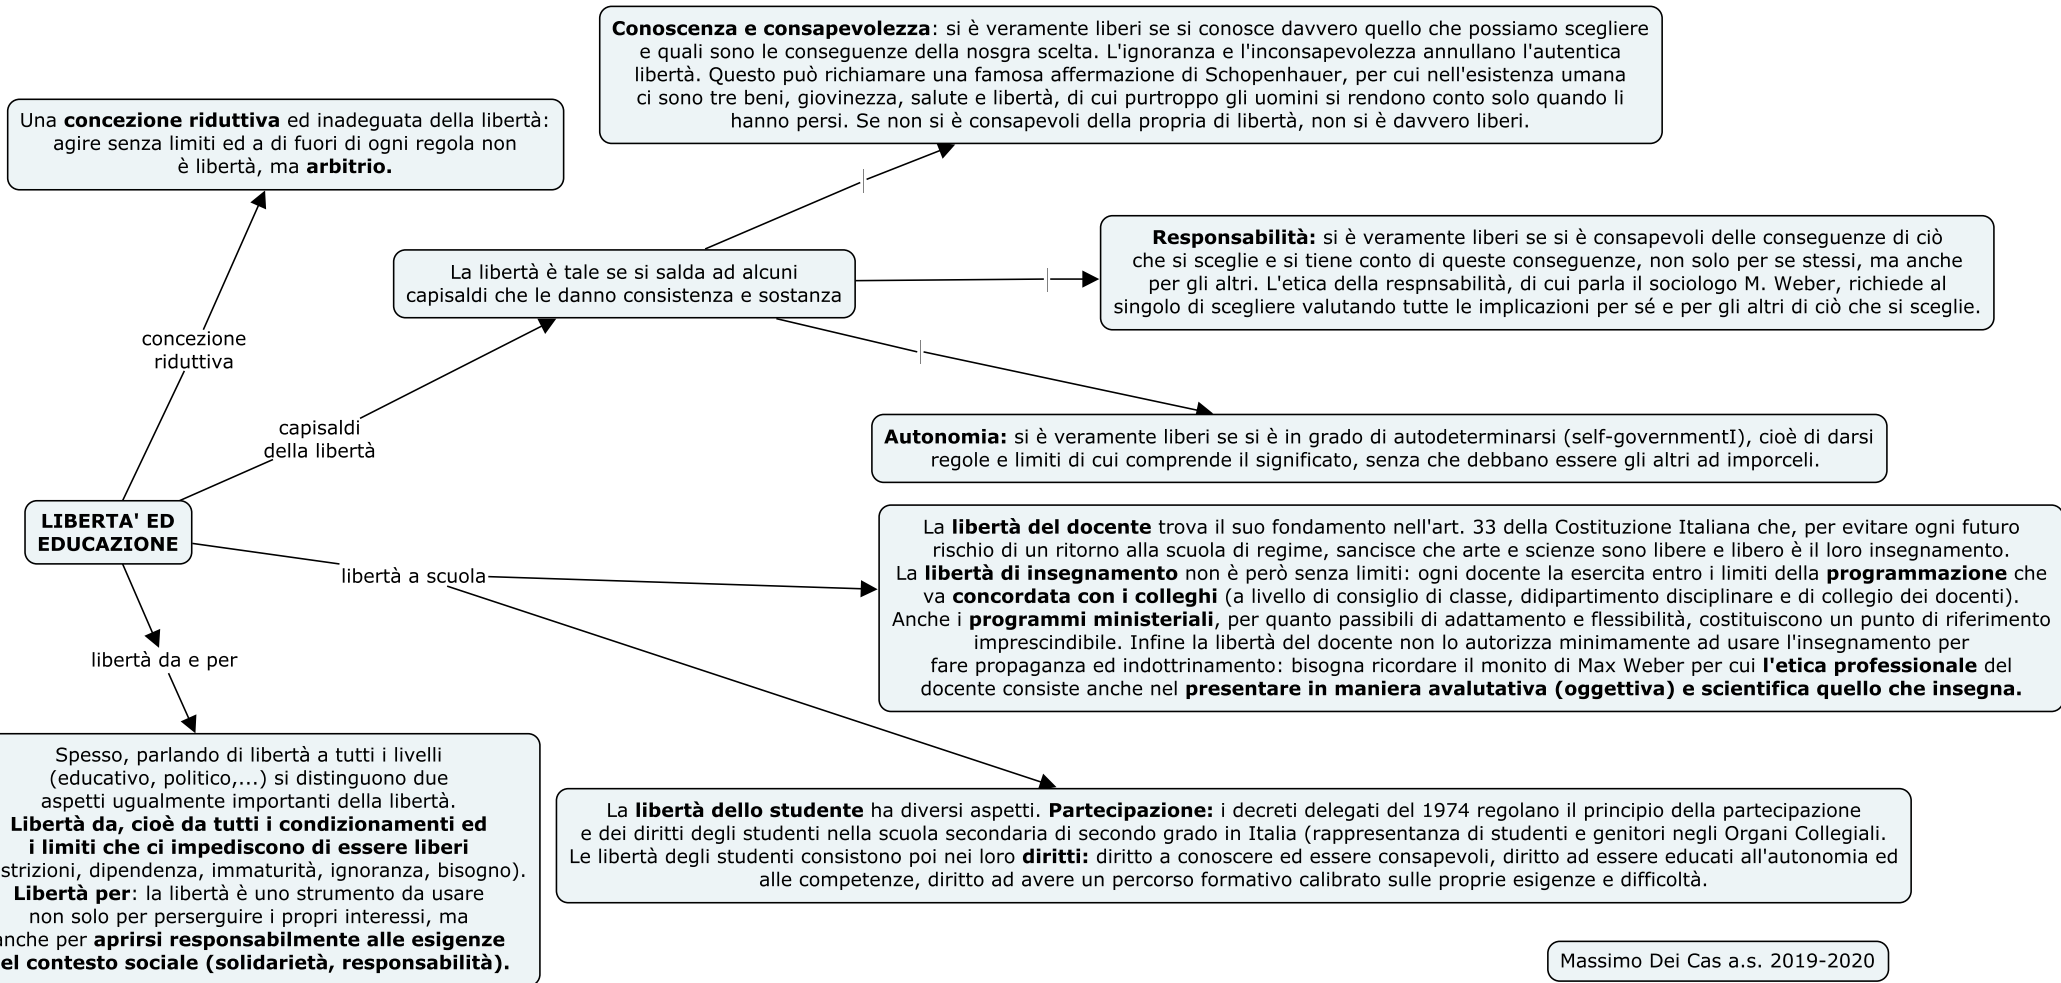 Conoscenza e consapevolezza: si è veramente liberi se si conosce davvero quello che possiamo scegliere
e quali sono le conseguenze della nosgra scelta. L'ignoranza e l'inconsapevolezza annullano l'autentica
libertà. Questo può richiamare una famosa affermazione di Schopenhauer, per cui nell'esistenza umana
ci sono tre beni, giovinezza, salute e libertà, di cui purtroppo gli uomini si rendono conto solo quando li
hanno persi. Se non si è consapevoli della propria di libertà, non si è davvero liberi.
Una concezione riduttiva ed inadeguata della libertà:
agire senza limiti ed a di fuori di ogni regola non
è libertà, ma arbitrio.
Responsabilità: si è veramente liberi se si è consapevoli delle conseguenze di ciò
che si sceglie e si tiene conto di queste conseguenze, non solo per se stessi, ma anche
per gli altri. L'etica della respnsabilità, di cui parla il sociologo M. Weber, richiede al
singolo di scegliere valutando tutte le implicazioni per sé e per gli altri di ciò che si sceglie.
La libertà è tale se si salda ad alcuni
capisaldi che le danno consistenza e sostanza
concezione
riduttiva
capisaldi
della libertà
Autonomia: si è veramente liberi se si è in grado di autodeterminarsi (self-governmentI), cioè di darsi
regole e limiti di cui comprende il significato, senza che debbano essere gli altri ad imporceli.
LIBERTA' ED
EDUCAZIONE
libertà a scuola
La libertà del docente trova il suo fondamento nell'art. 33 della Costituzione Italiana che, per evitare ogni futuro
rischio di un ritorno alla scuola di regime, sancisce che arte e scienze sono libere e libero è il loro insegnamento.
La libertà di insegnamento non è però senza limiti: ogni docente la esercita entro i limiti della programmazione che
va concordata con i colleghi (a livello di consiglio di classe, didipartimento disciplinare e di collegio dei docenti).
Anche i programmi ministeriali, per quanto passibili di adattamento e flessibilità, costituiscono un punto di riferimento
imprescindibile. Infine la libertà del docente non lo autorizza minimamente ad usare l'insegnamento per
fare propaganda ed indottrinamento: bisogna ricordare il monito di Max Weber per cui l'etica professionale del
docente consiste anche nel presentare in maniera avalutativa (oggettiva) e scientifica quello che insegna.
libertà da e per
Spesso, parlando di libertà a tutti i livelli
(educativo, politico,...) si distinguono due
aspetti ugualmente importanti della libertà.
Libertà da, cioè da tutti i condizionamenti ed
i limiti che ci impediscono di essere liberi
strizioni, dipendenza, immaturità, ignoranza, bisogno).
Libertà per: la libertà è uno strumento da usare
non solo per perserguire i propri interessi, ma
anche per aprirsi responsabilmente alle esigenze
el contesto sociale (solidarietà, responsabilità).
La libertà dello studente ha diversi aspetti. Partecipazione: i decreti delegati del 1974 regolano il principio della partecipazione
e dei diritti degli studenti nella scuola secondaria di secondo grado in Italia (rappresentanza di studenti e genitori negli Organi Collegiali.
Le libertà degli studenti consistono poi nei loro diritti: diritto a conoscere ed essere consapevoli, diritto ad essere educati all'autonomia ed
alle competenze, diritto ad avere un percorso formativo calibrato sulle proprie esigenze e difficoltà.
Massimo Dei Cas a.s. 2019-2020